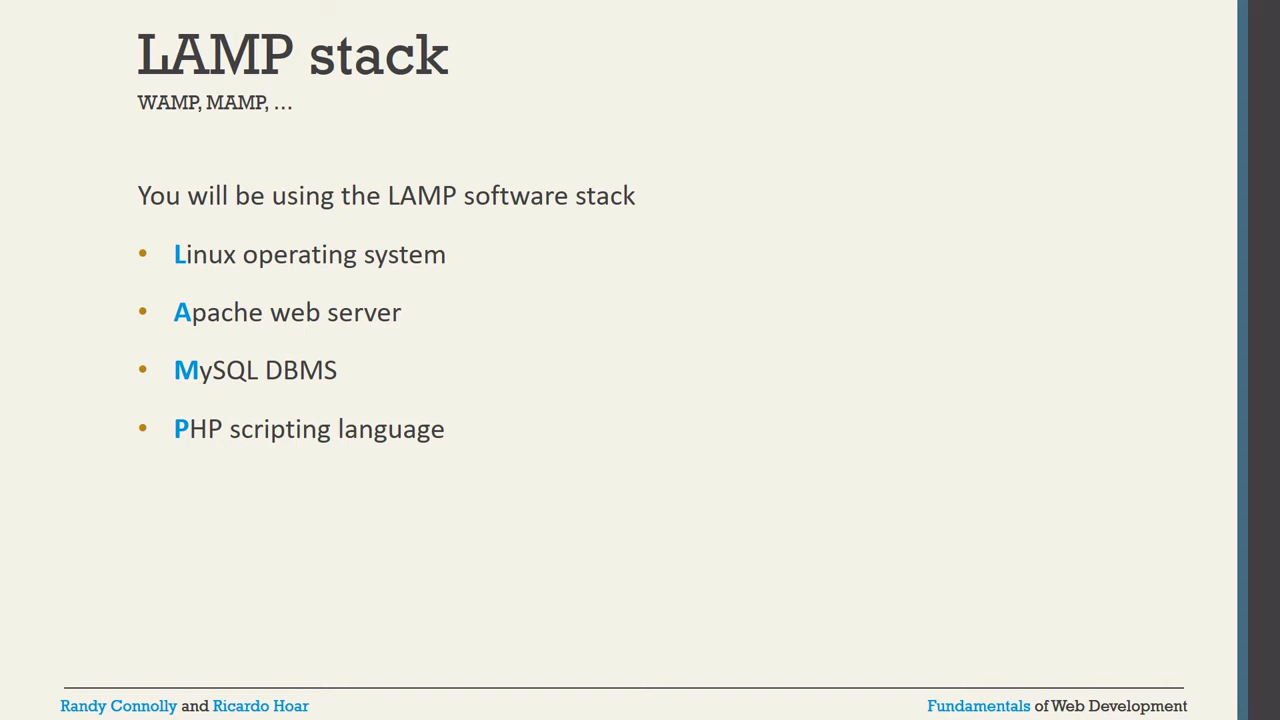 LAMP stack
WAMP, MAMP, …
You will be using the LAMP software stack
• Linux operating system
• Apache web server
• MySQL DBMS
• PHP scripting language
Randy Connolly and Ricardo Hoar
Fundamentals of Web Development